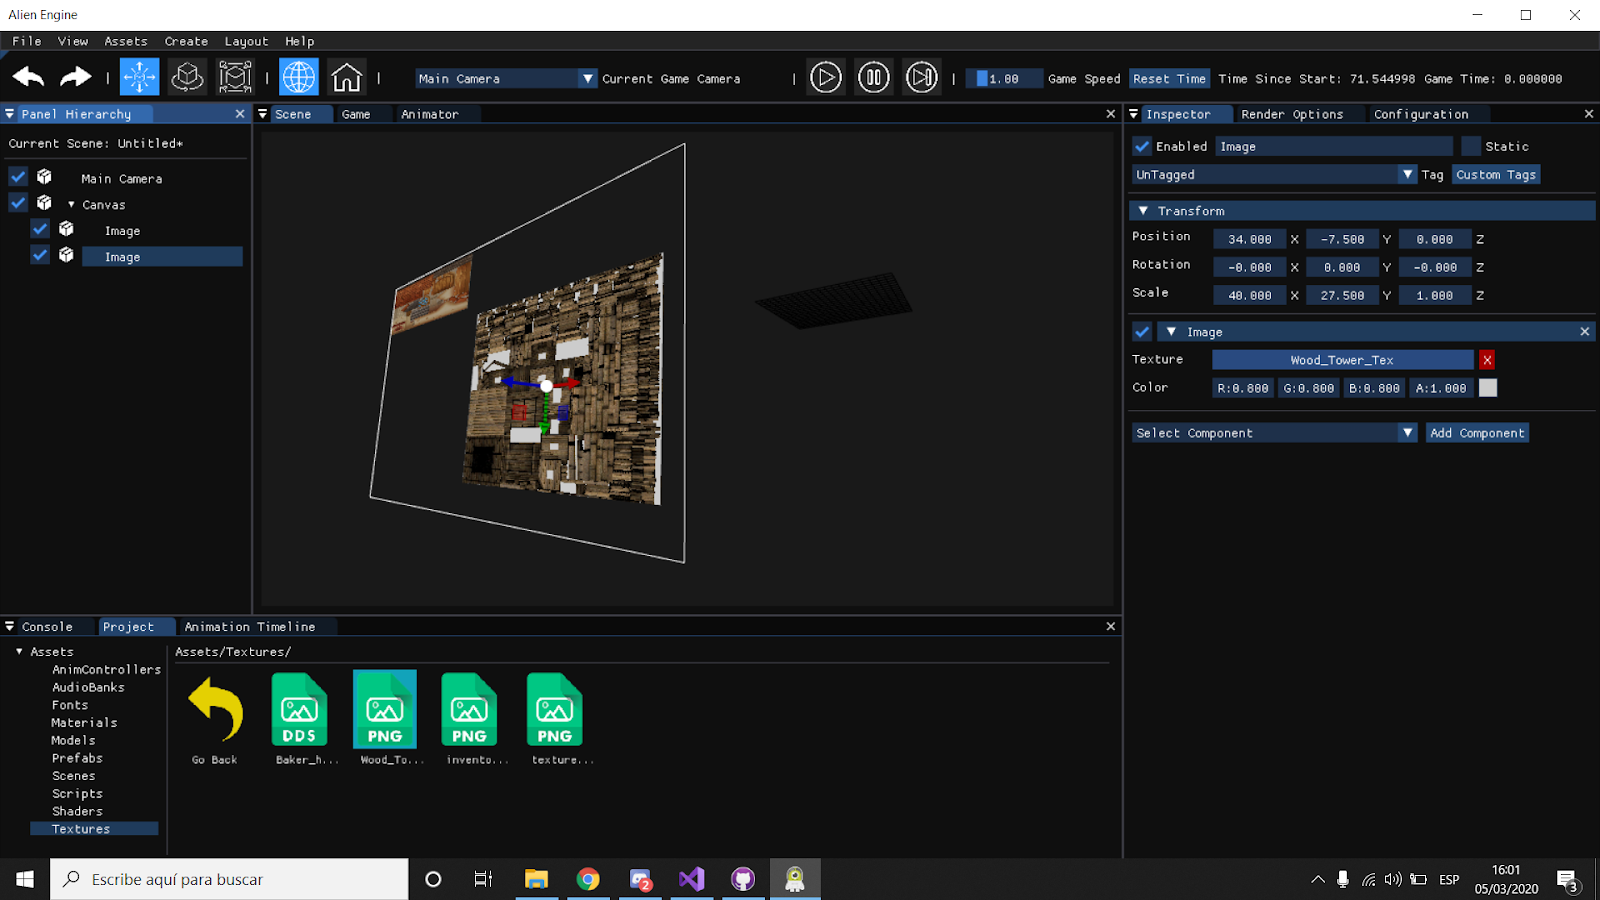 Alien Engine
File View Assets Create Layout Help
Main Camera Current Game Camera 1.00 Game Speed Reset Time Time Since Start: 71.544998 Game Time: 0.000000
Panel Hierarchy
Current Scene: Untitled*
Main Camera
Canvas
Image
Image
Scene Game Animator
Inspector Render Options Configuration
Enabled Image Static
UnTagged Tag Custom Tags
Transform
Position 34.000 X -7.500 Y 0.000 Z
Rotation -0.000 X 0.000 Y -0.000 Z
Scale 40.000 X 27.500 Y 1.000 Z
Image
Texture Wood_Tower_Tex X
Color R:0.800 G:0.800 B:0.800 A:1.000
Select Component Add Component
Console Project Animation Timeline
Assets
AnimControllers
AudioBanks
Fonts
Materials
Models
Prefabs
Scenes
Scripts
Shaders
Textures
Assets/Textures/
DDS PNG PNG PNG
Go Back Baker_h... Wood_To... invento... texture...
Escribe aquí para buscar
2
ESP
16:01
05/03/2020
3